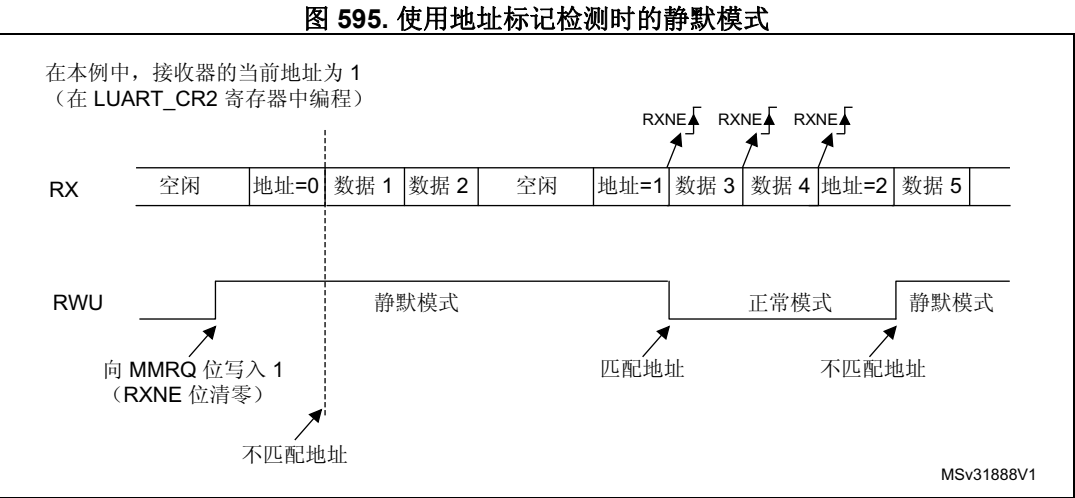 图 595. 使用地址标记检测时的静默模式
在本例中，接收器的当前地址为 1
（在 LUART_CR2 寄存器中编程）
RXNE RXNE RXNE
RX 空闲 地址=0 数据 1 数据 2 空闲 地址=1 数据 3 数据 4 地址=2 数据 5
RWU 静默模式 正常模式 静默模式
向 MMRQ 位写入 1 匹配地址 不匹配地址
（RXNE 位清零）
不匹配地址
MSv31888V1